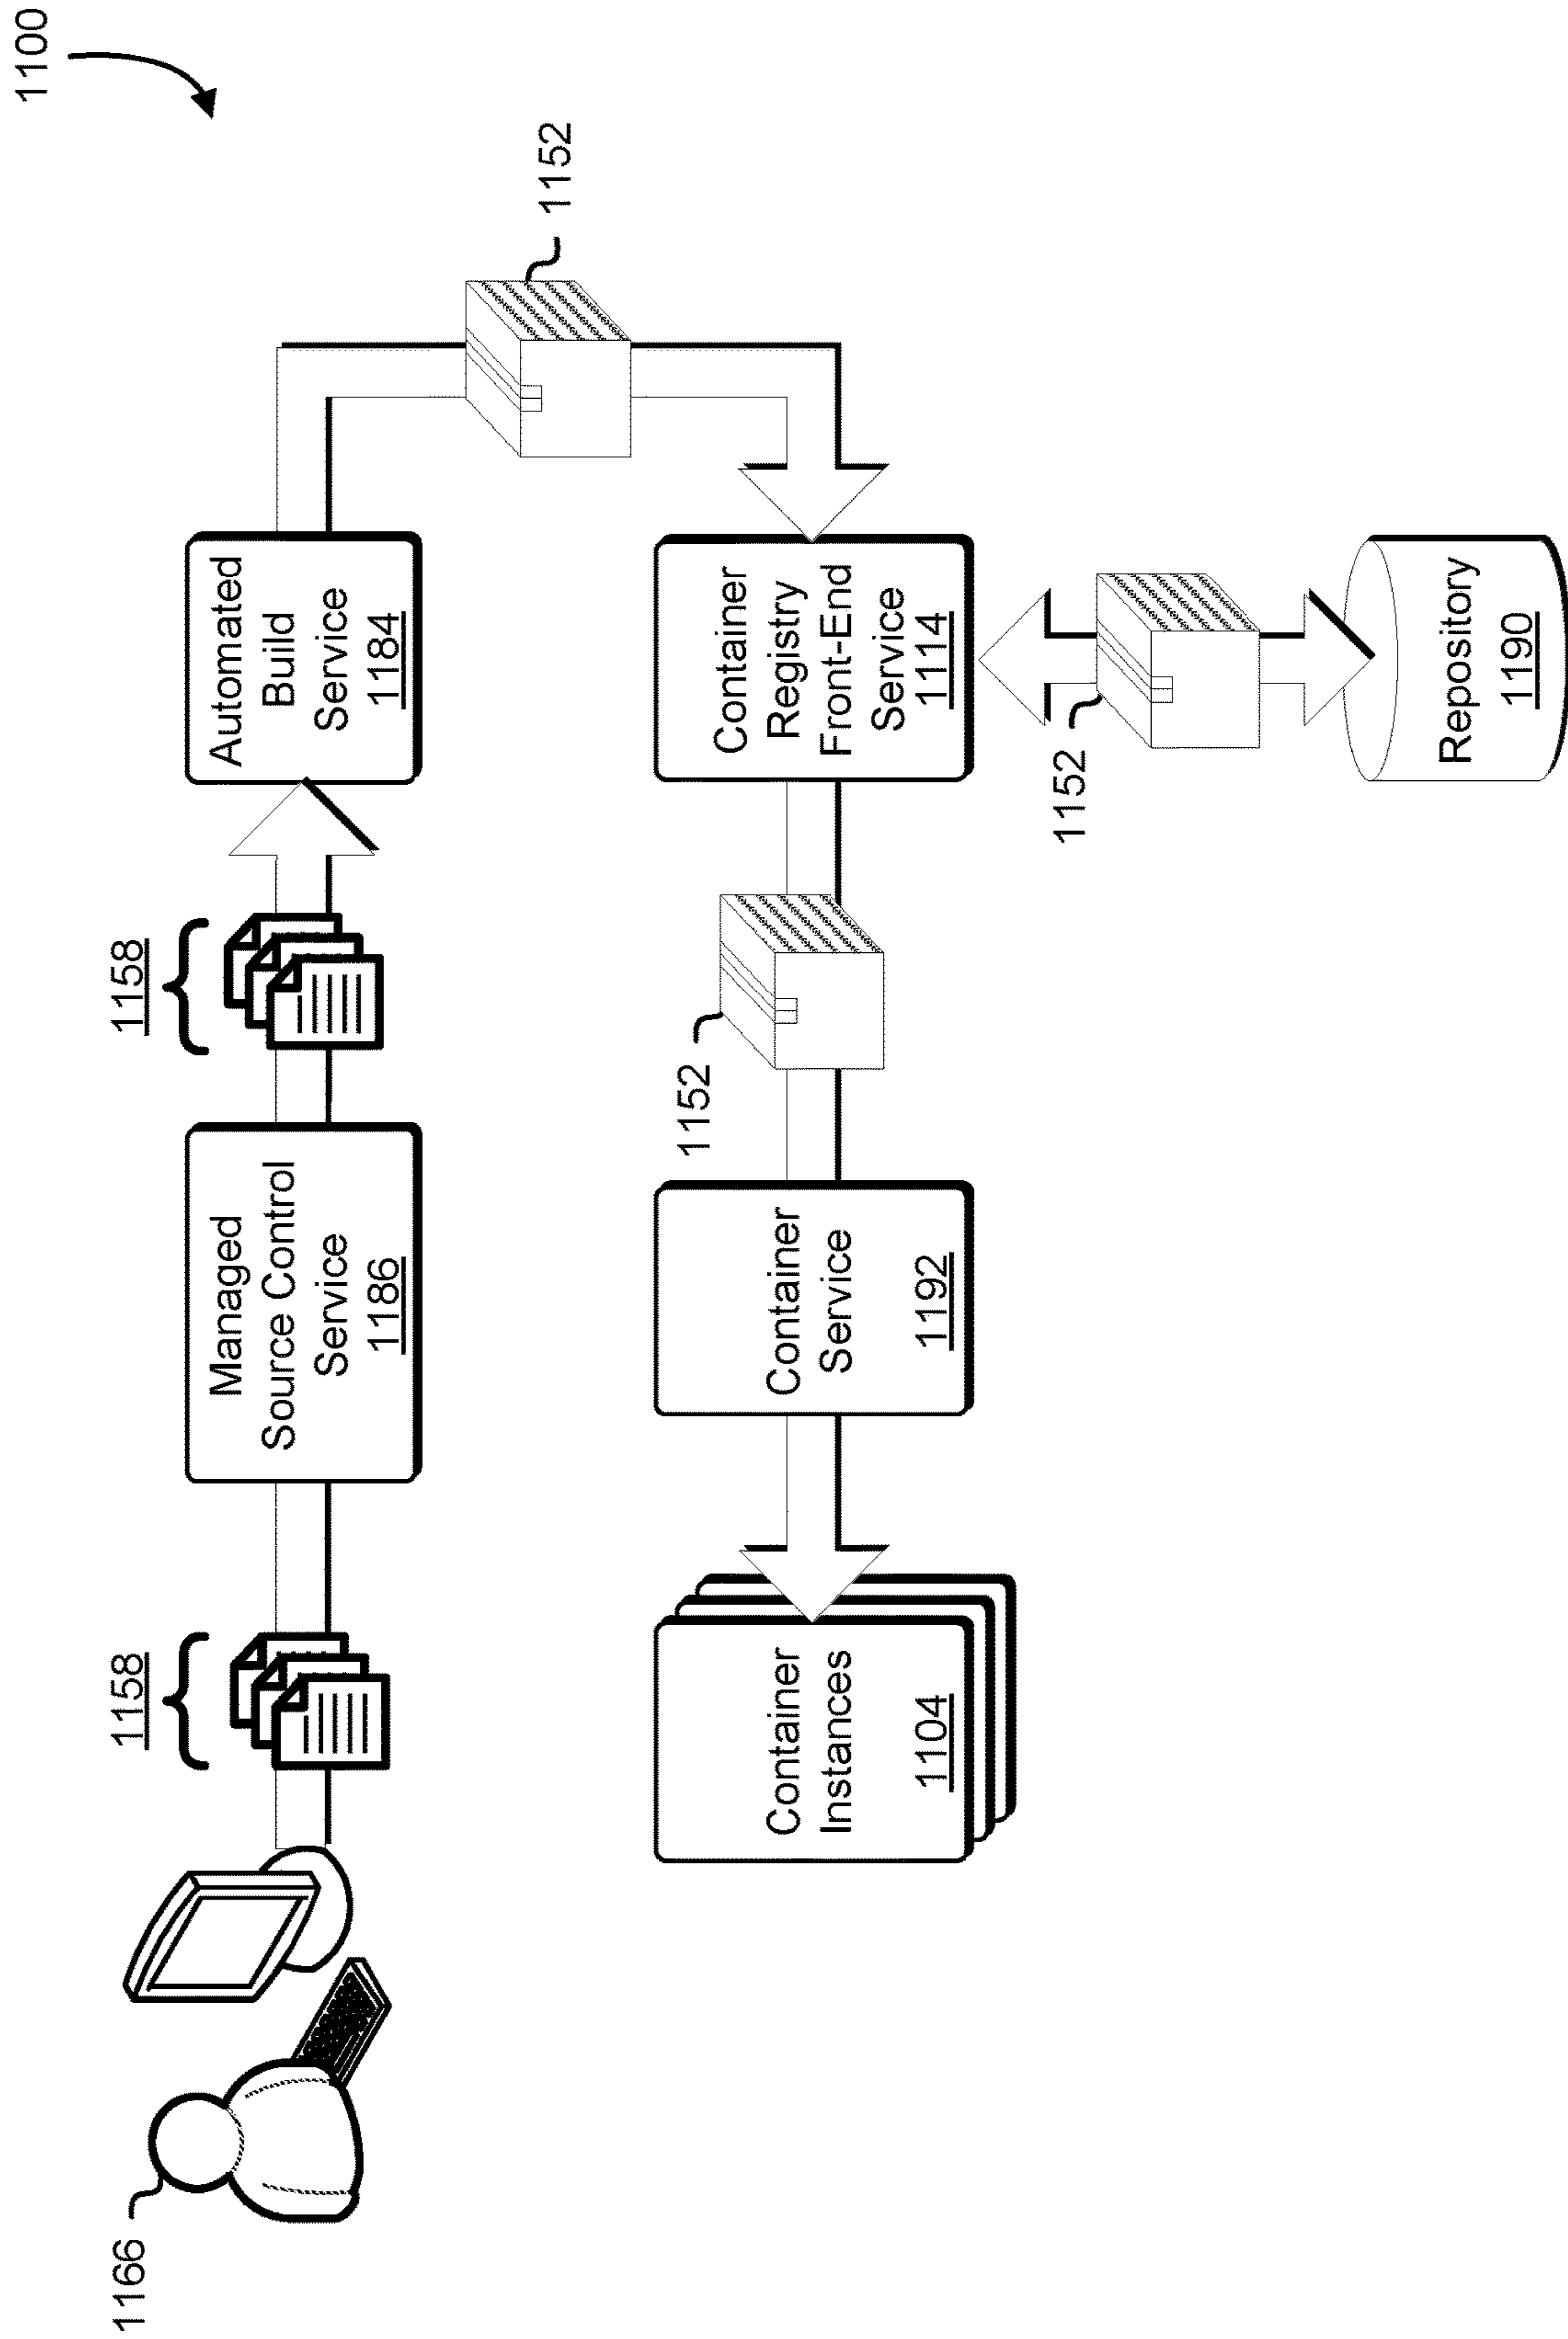 1100
1158
1158
1166
Managed
Source Control
Service
1186
Automated
Build
Service
1184
1152
Container
Instances
1104
Container
Service
1192
1152
Container
Registry
Front-End
Service
1114
1152
Repository
1190